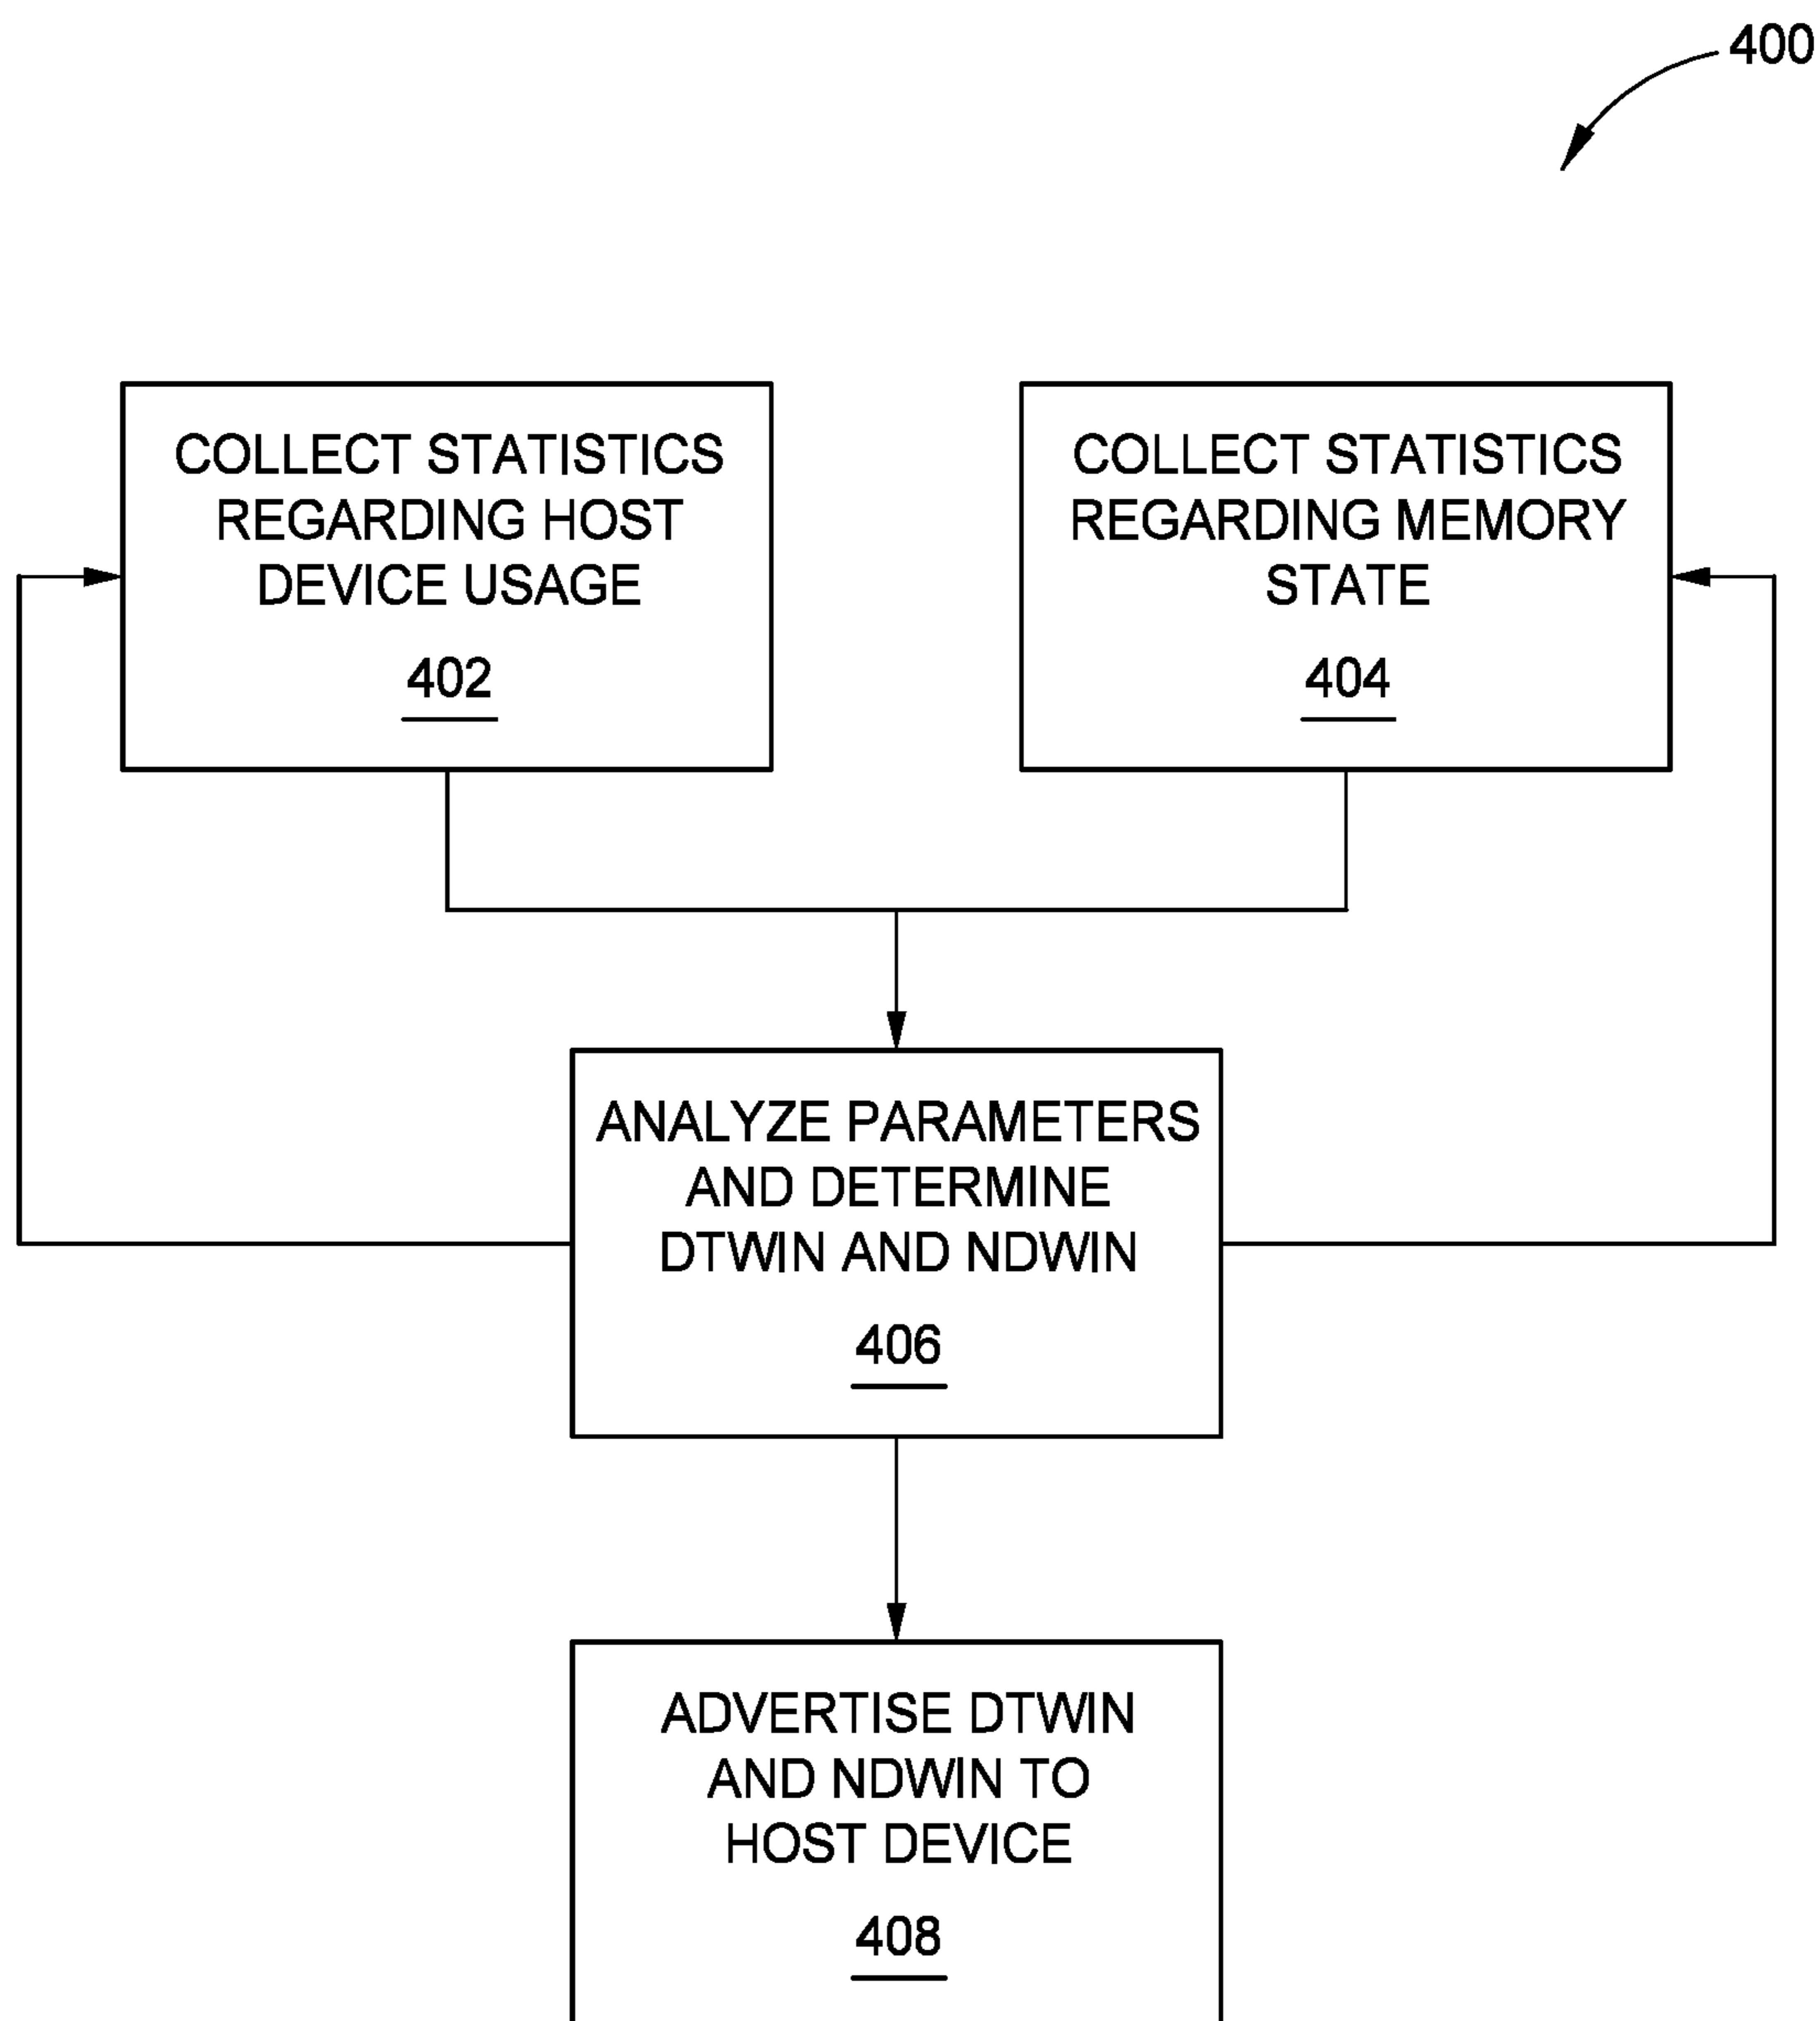 400
COLLECT STATISTICS
REGARDING HOST
DEVICE USAGE
402
COLLECT STATISTICS
REGARDING MEMORY
STATE
404
ANALYZE PARAMETERS
AND DETERMINE
DTWIN AND NDWIN
406
ADVERTISE DTWIN
AND NDWIN TO
HOST DEVICE
408